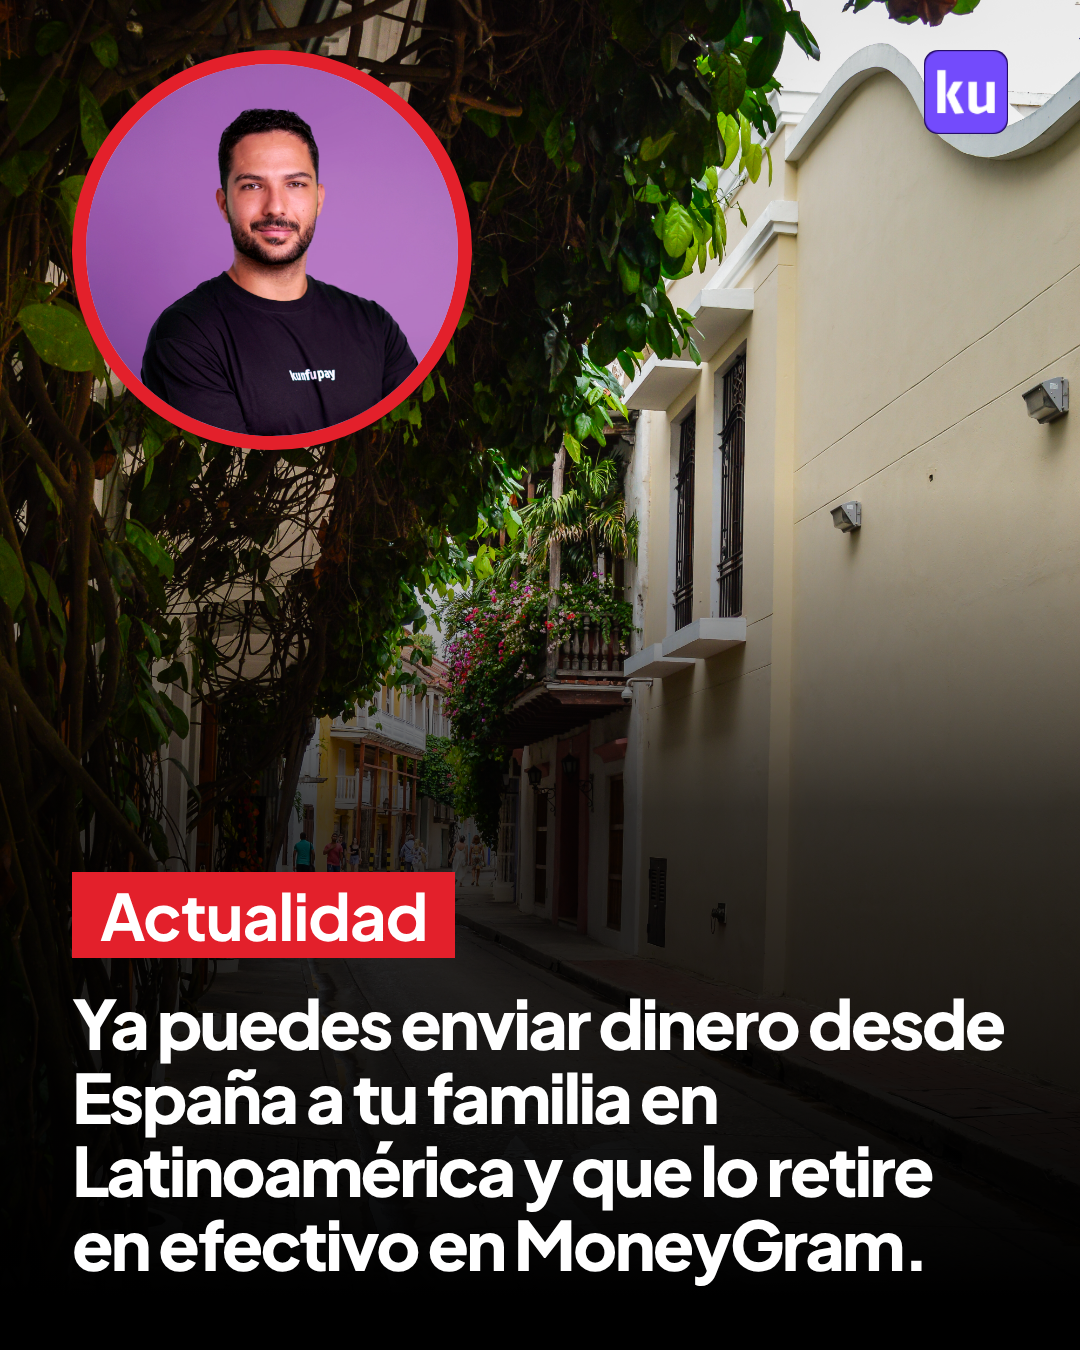 ku
kunfupay
Actualidad
Ya puedes enviar dinero desde
España a tu familia en
Latinoamérica y que lo retire
en efectivo en MoneyGram.